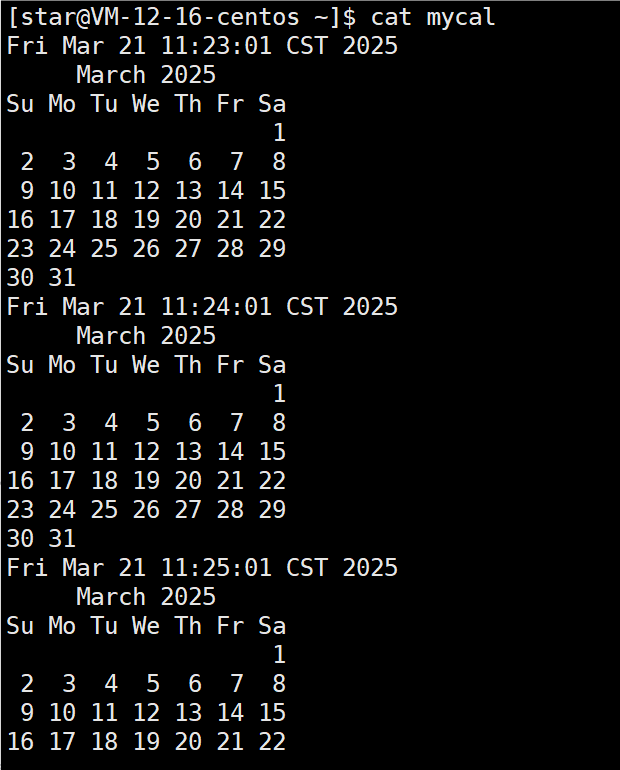 [star@VM-12-16-centos ~]$ cat mycal
Fri Mar 21 11:23:01 CST 2025
     March 2025
Su Mo Tu We Th Fr Sa
                   1
 2  3  4  5  6  7  8
 9 10 11 12 13 14 15
16 17 18 19 20 21 22
23 24 25 26 27 28 29
30 31
Fri Mar 21 11:24:01 CST 2025
     March 2025
Su Mo Tu We Th Fr Sa
                   1
 2  3  4  5  6  7  8
 9 10 11 12 13 14 15
16 17 18 19 20 21 22
23 24 25 26 27 28 29
30 31
Fri Mar 21 11:25:01 CST 2025
     March 2025
Su Mo Tu We Th Fr Sa
                   1
 2  3  4  5  6  7  8
 9 10 11 12 13 14 15
16 17 18 19 20 21 22